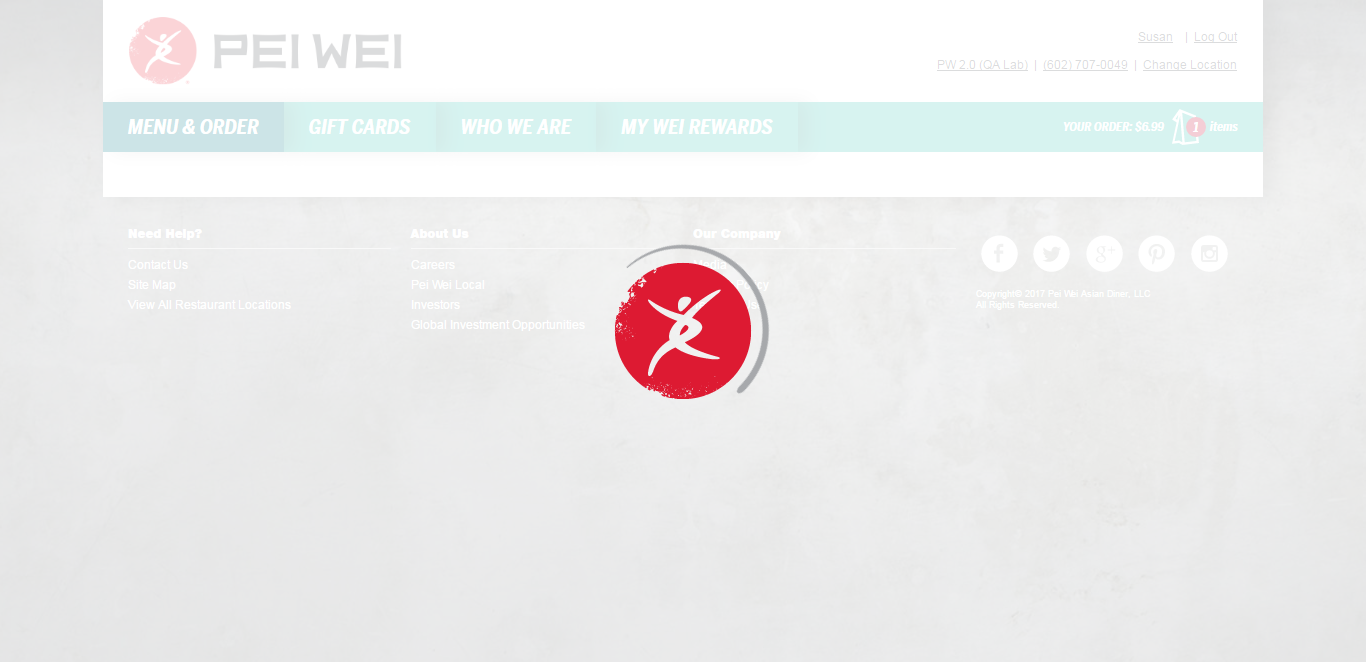 PEI WEI
Susan | Log Out
PW 2.0 (QA Lab) | (602) 707-0049 | Change Location
MENU & ORDER GIFT CARDS WHO WE ARE MY WEI REWARDS YOUR ORDER: $6.99 1 items
Need Help?
Contact Us
Site Map
View All Restaurant Locations
About Us
Careers
Pei Wei Local
Investors
Global Investment Opportunities
Our Company
Copyright© 2017 Pei Wei Asian Diner, LLC
All Rights Reserved